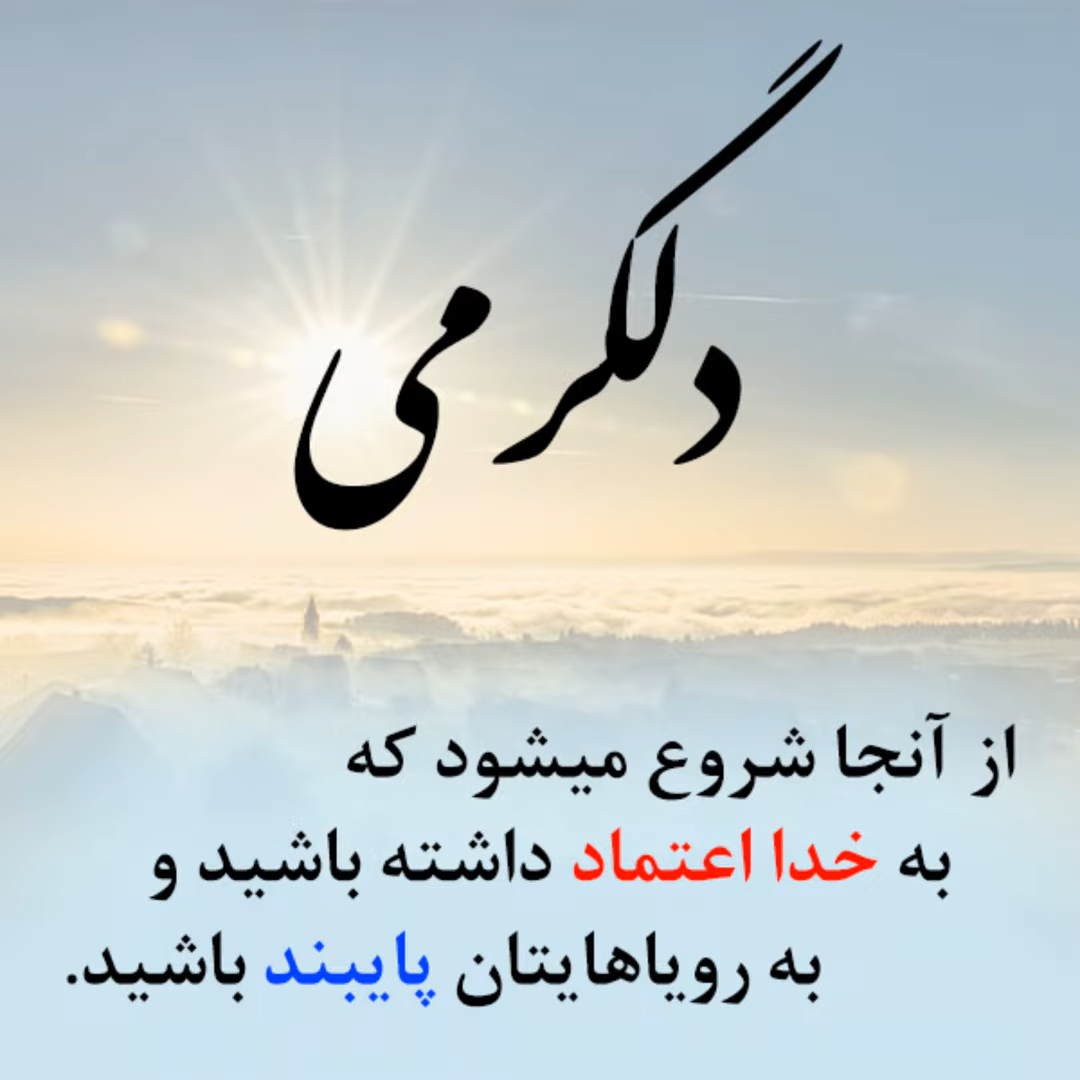 دلگرمی
از آنجا شروع میشود که
به خدا اعتماد داشته باشید و
به رویاهایتان پایبند باشید.